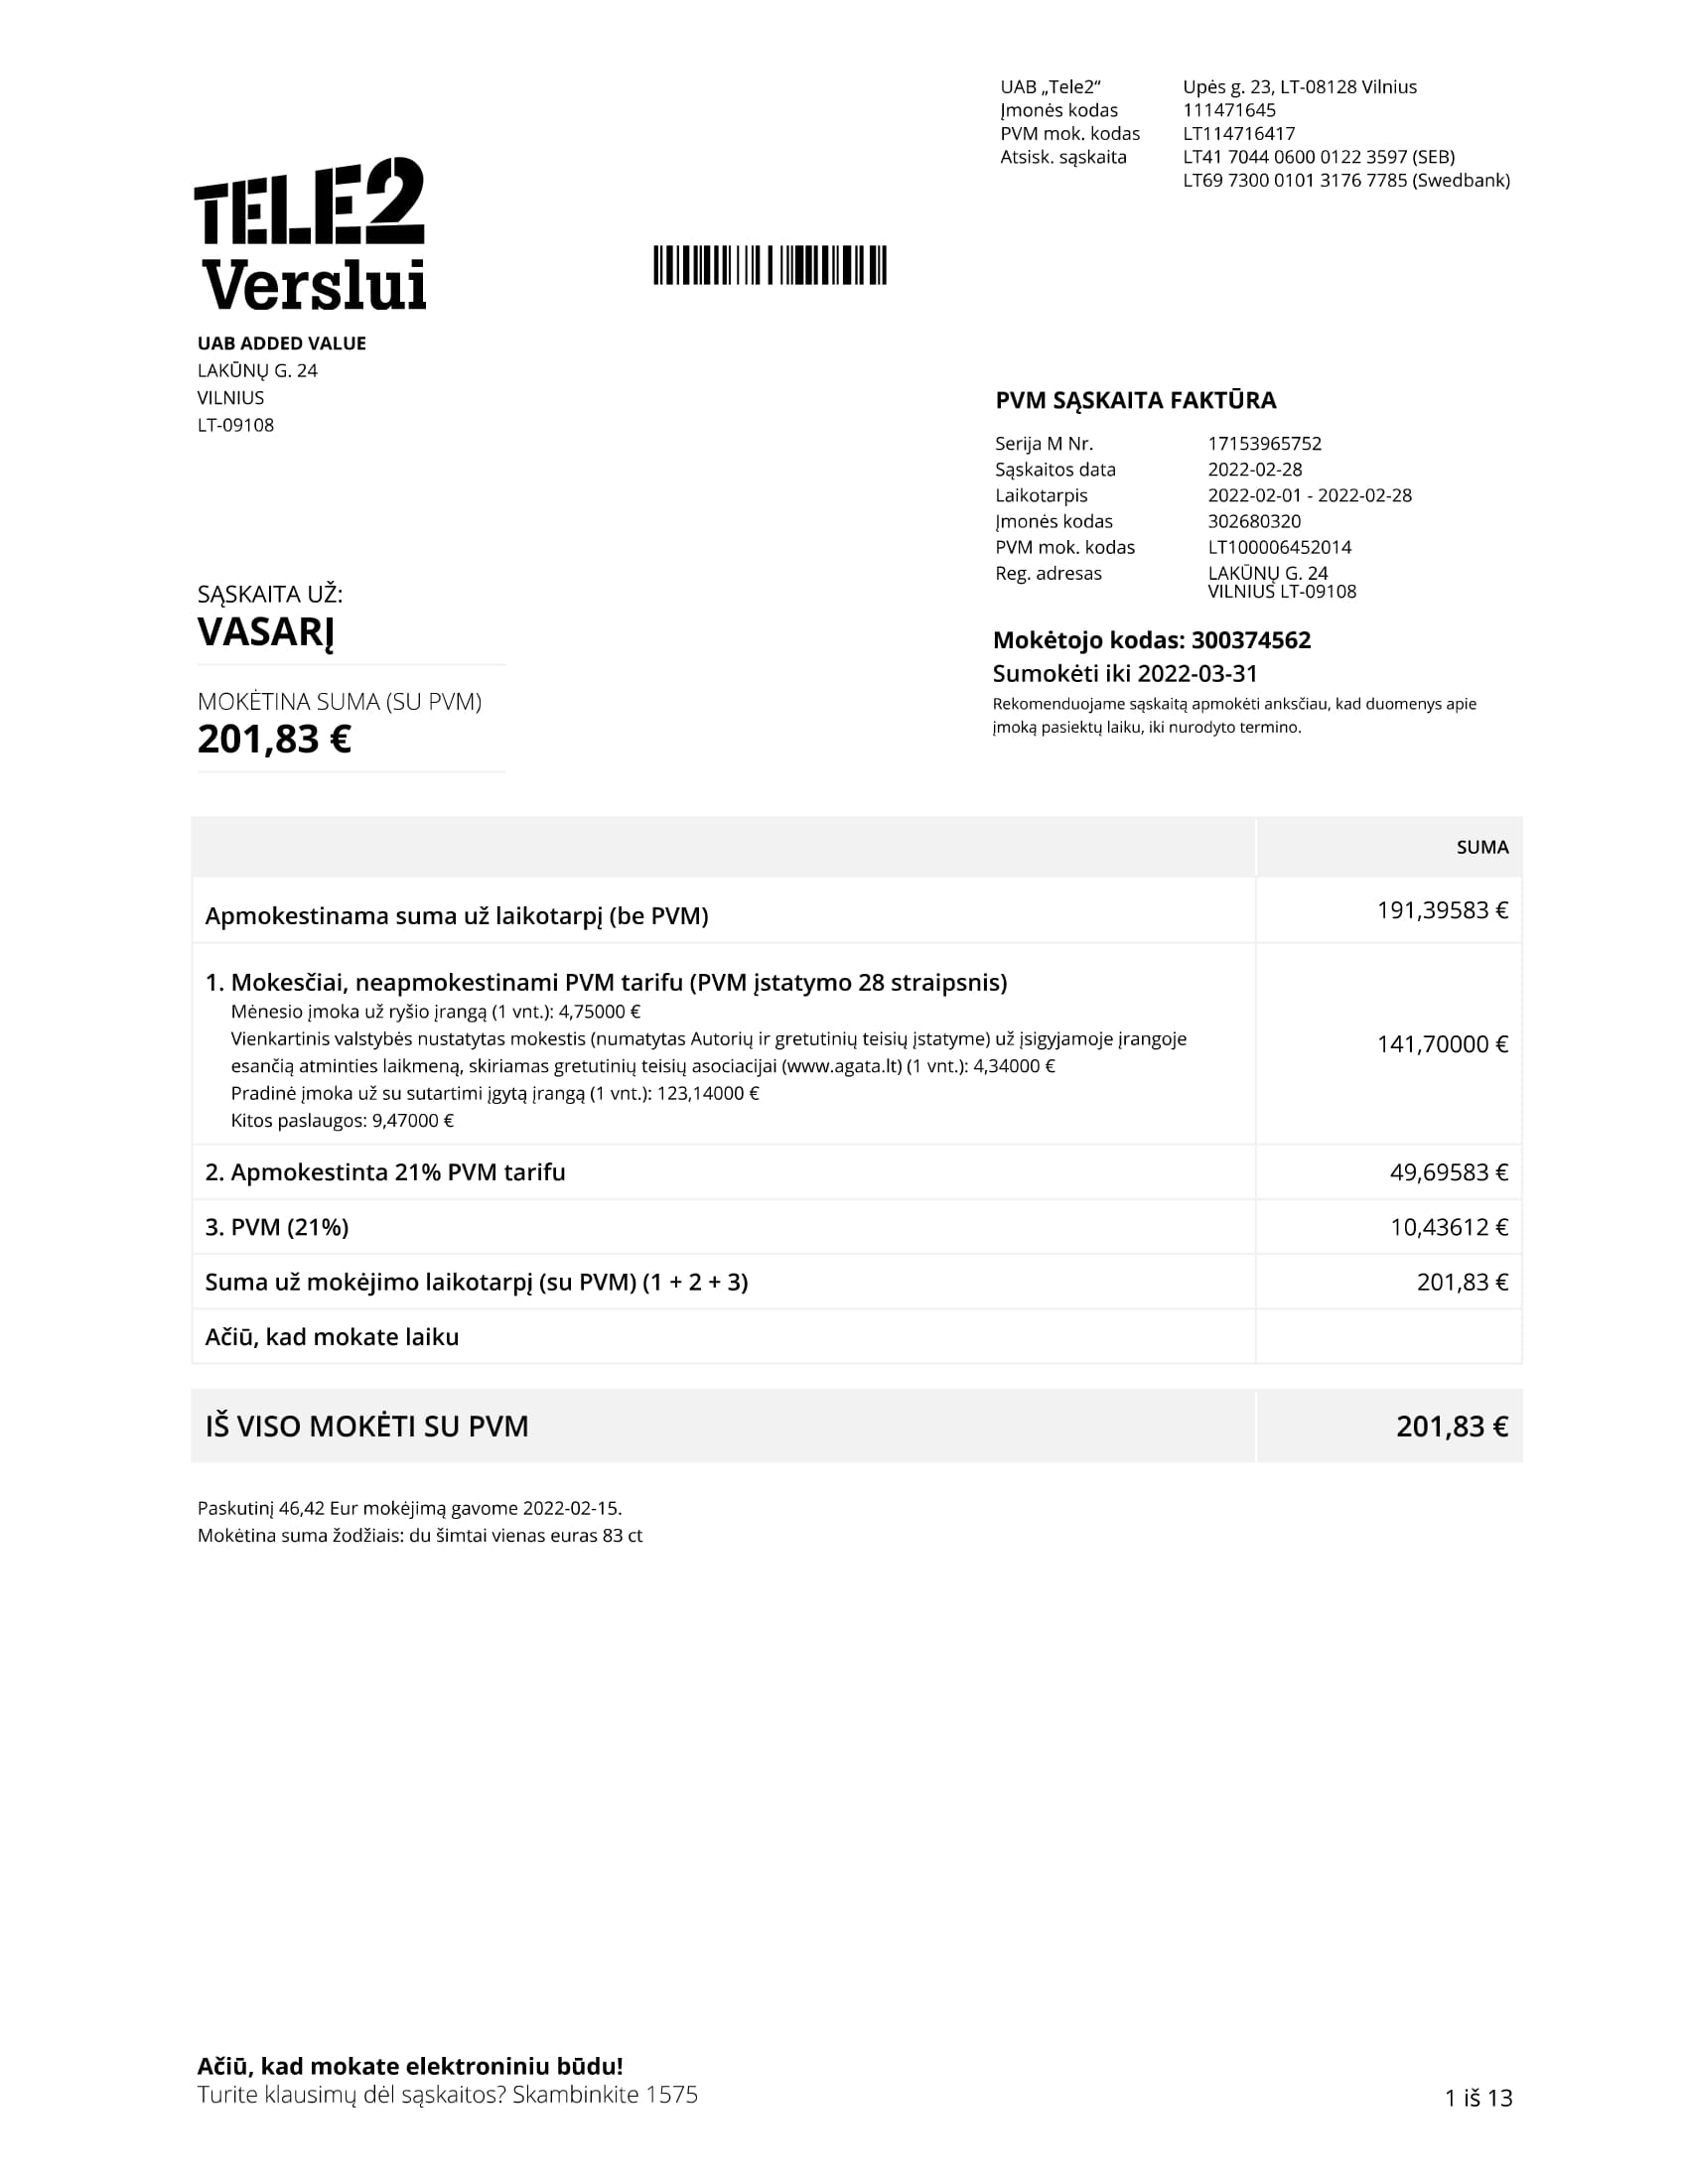 UAB „Tele2“ Upės g. 23, LT-08128 Vilnius
Įmonės kodas 111471645
PVM mok. kodas LT114716417
Atsisk. sąskaita LT41 7044 0600 0122 3597 (SEB)
LT69 7300 0101 3176 7785 (Swedbank)
TELE2
Verslui
UAB ADDED VALUE
LAKŪNŲ G. 24
VILNIUS
LT-09108
PVM SĄSKAITA FAKTŪRA
Serija M Nr. 17153965752
Sąskaitos data 2022-02-28
Laikotarpis 2022-02-01 - 2022-02-28
Įmonės kodas 302680320
PVM mok. kodas LT100006452014
Reg. adresas LAKŪNŲ G. 24
VILNIUS LT-09108
SĄSKAITA UŽ:
VASARĮ
MOKĖTINA SUMA (SU PVM)
201,83 €
Mokėtojo kodas: 300374562
Sumokėti iki 2022-03-31
Rekomenduojame sąskaitą apmokėti anksčiau, kad duomenys apie
įmoką pasiektų laiku, iki nurodyto termino.
SUMA
Apmokestinama suma už laikotarpį (be PVM) 191,39583 €
1. Mokesčiai, neapmokestinami PVM tarifu (PVM įstatymo 28 straipsnis)
Mėnesio įmoka už ryšio įrangą (1 vnt.): 4,75000 €
Vienkartinis valstybės nustatytas mokestis (numatytas Autorių ir gretutinių teisių įstatyme) už įsigyjamoje įrangoje
esančią atminties laikmeną, skiriamas gretutinių teisių asociacijai (www.agata.lt) (1 vnt.): 4,34000 €
Pradinė įmoka už su sutartimi įgytą įrangą (1 vnt.): 123,14000 €
Kitos paslaugos: 9,47000 €
141,70000 €
2. Apmokestinta 21% PVM tarifu 49,69583 €
3. PVM (21%) 10,43612 €
Suma už mokėjimo laikotarpį (su PVM) (1 + 2 + 3) 201,83 €
Ačiū, kad mokate laiku
IŠ VISO MOKĖTI SU PVM 201,83 €
Paskutinį 46,42 Eur mokėjimą gavome 2022-02-15.
Mokėtina suma žodžiais: du šimtai vienas euras 83 ct
Ačiū, kad mokate elektroniniu būdu!
Turite klausimų dėl sąskaitos? Skambinkite 1575
1 iš 13